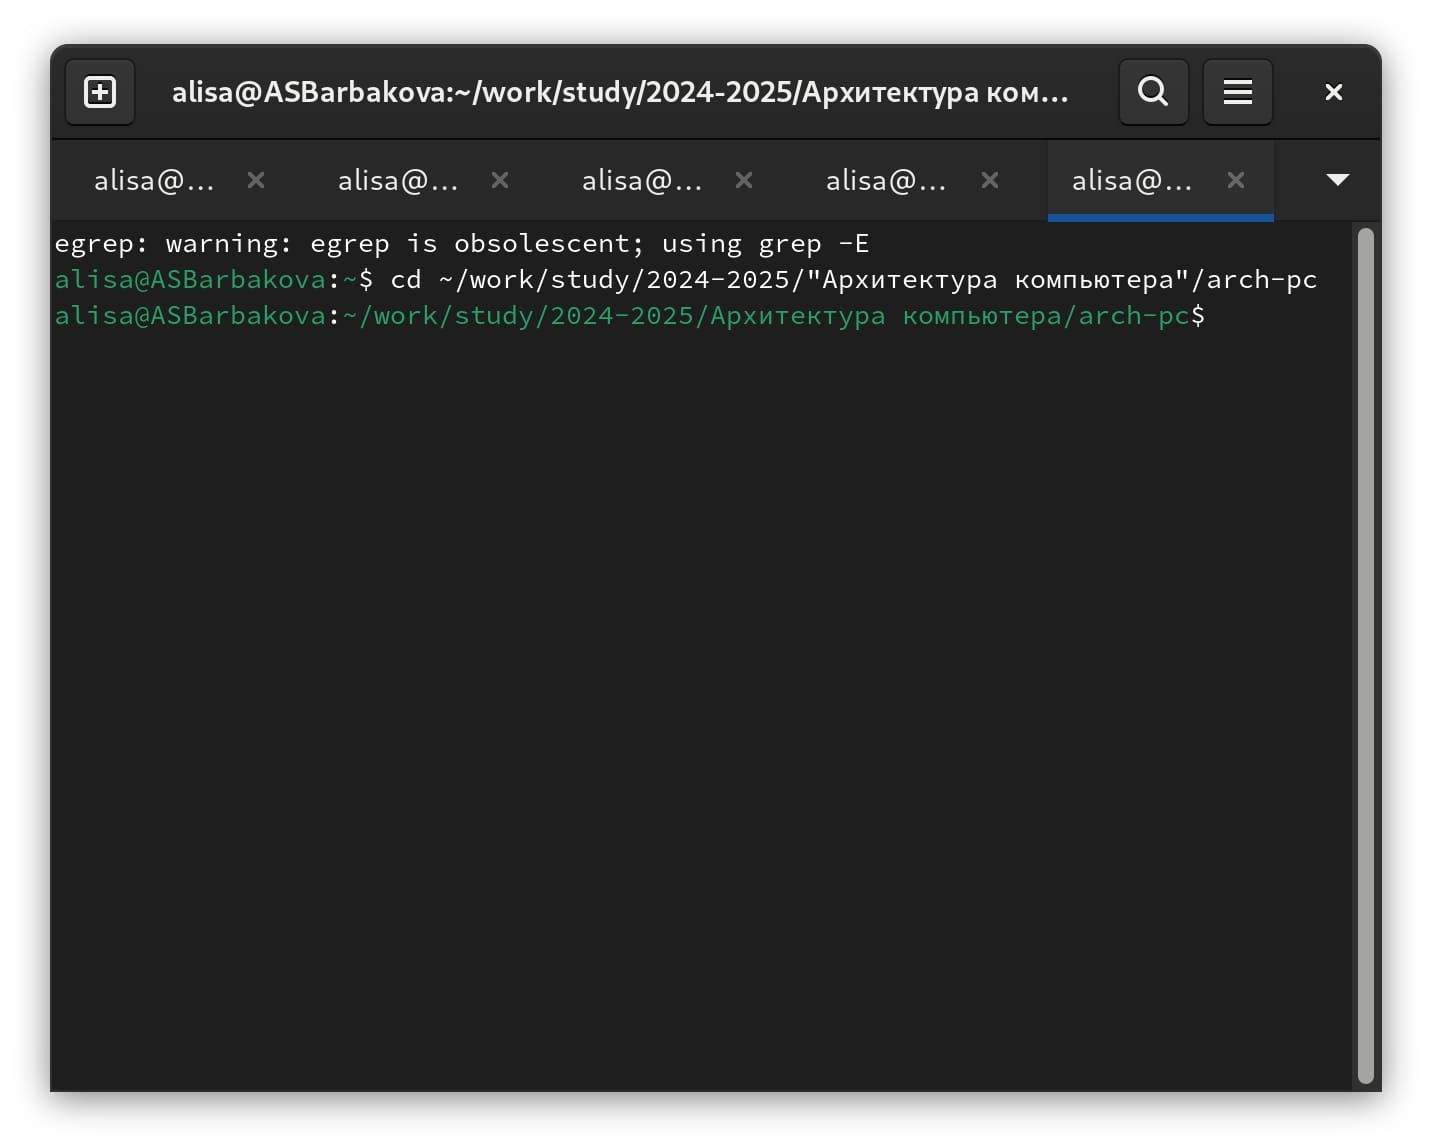 alisa@ASBarbakova:~/work/study/2024-2025/Архитектура ком…
alisa@… alisa@… alisa@… alisa@… alisa@…
egrep: warning: egrep is obsolescent; using grep -E
alisa@ASBarbakova:~$ cd ~/work/study/2024-2025/"Архитектура компьютера"/arch-pc
alisa@ASBarbakova:~/work/study/2024-2025/Архитектура компьютера/arch-pc$